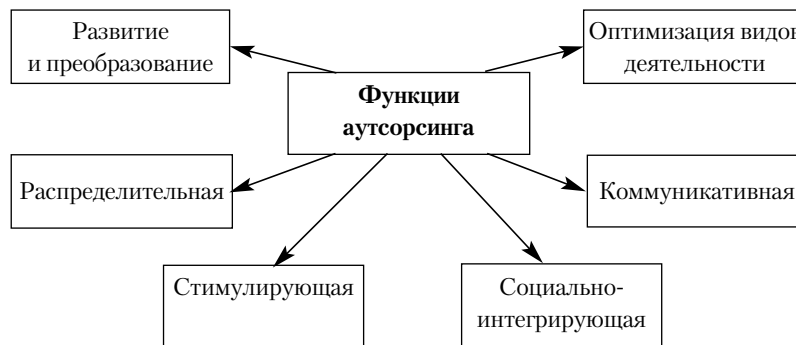 Развитие
и преобразование
Оптимизация видов
деятельности
Функции
аутсорсинга
Распределительная
Коммуникативная
Стимулирующая
Социально-
интегрирующая